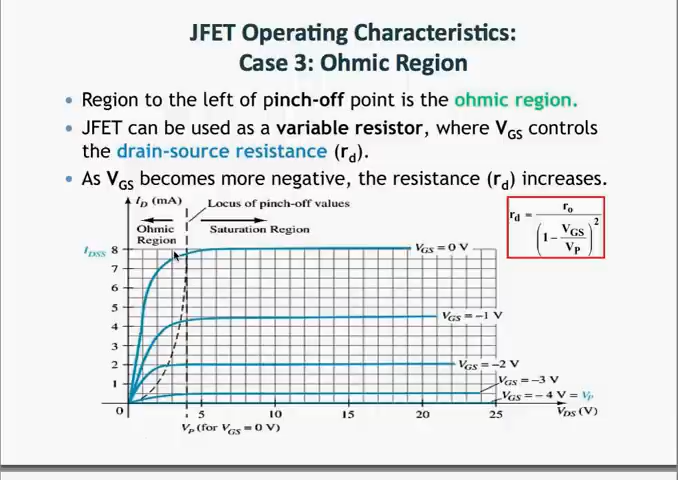 JFET Operating Characteristics:
Case 3: Ohmic Region
• Region to the left of pinch-off point is the ohmic region.
• JFET can be used as a variable resistor, where VGS controls
the drain-source resistance (rd).
• As VGS becomes more negative, the resistance (rd) increases.
ID (mA)
Locus of pinch-off values
Ohmic
Region
Saturation Region
rd = ro / (1 − VGS / VP)²
IDSS 8
VGS = 0 V
7
6
5
VGS = −1 V
4
3
2
VGS = −2 V
VGS = −3 V
1
VGS = − 4 V = VP
0
5
10
15
20
25
VDS (V)
VP (for VGS = 0 V)